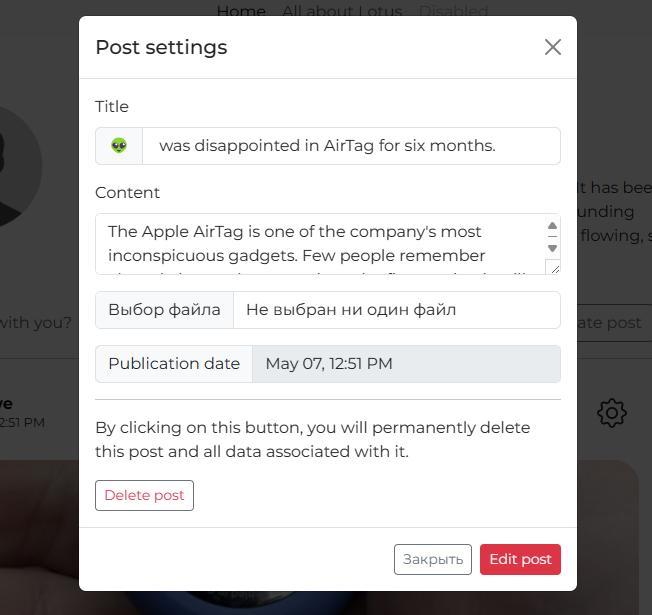 Home All about Lotus Disabled
Post settings
Title
was disappointed in AirTag for six months.
It has bee
unding
flowing, s
Content
The Apple AirTag is one of the company's most
inconspicuous gadgets. Few people remember
Выбор файла Не выбран ни один файл
with you?
ate post
Publication date May 07, 12:51 PM
we
2:51 PM
By clicking on this button, you will permanently delete
this post and all data associated with it.
Delete post
Закрыть Edit post